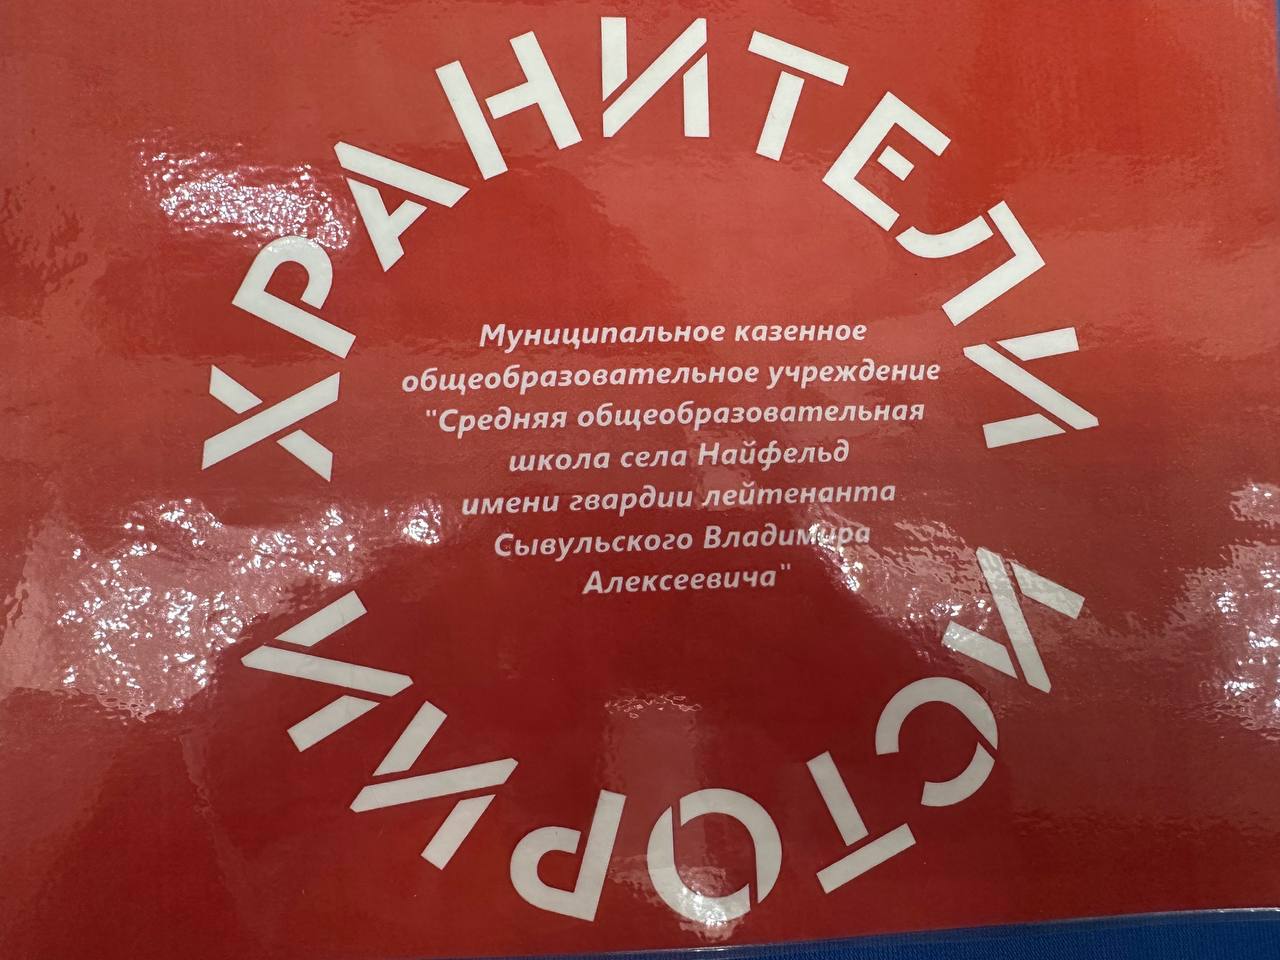 ХРАНИТЕЛИ
Муниципальное казенное
общеобразовательное учреждение
"Средняя общеобразовательная
школа села Найфельд
имени гвардии лейтенанта
Сывульского Владимира
Алексеевича"
ИСТОРИИ